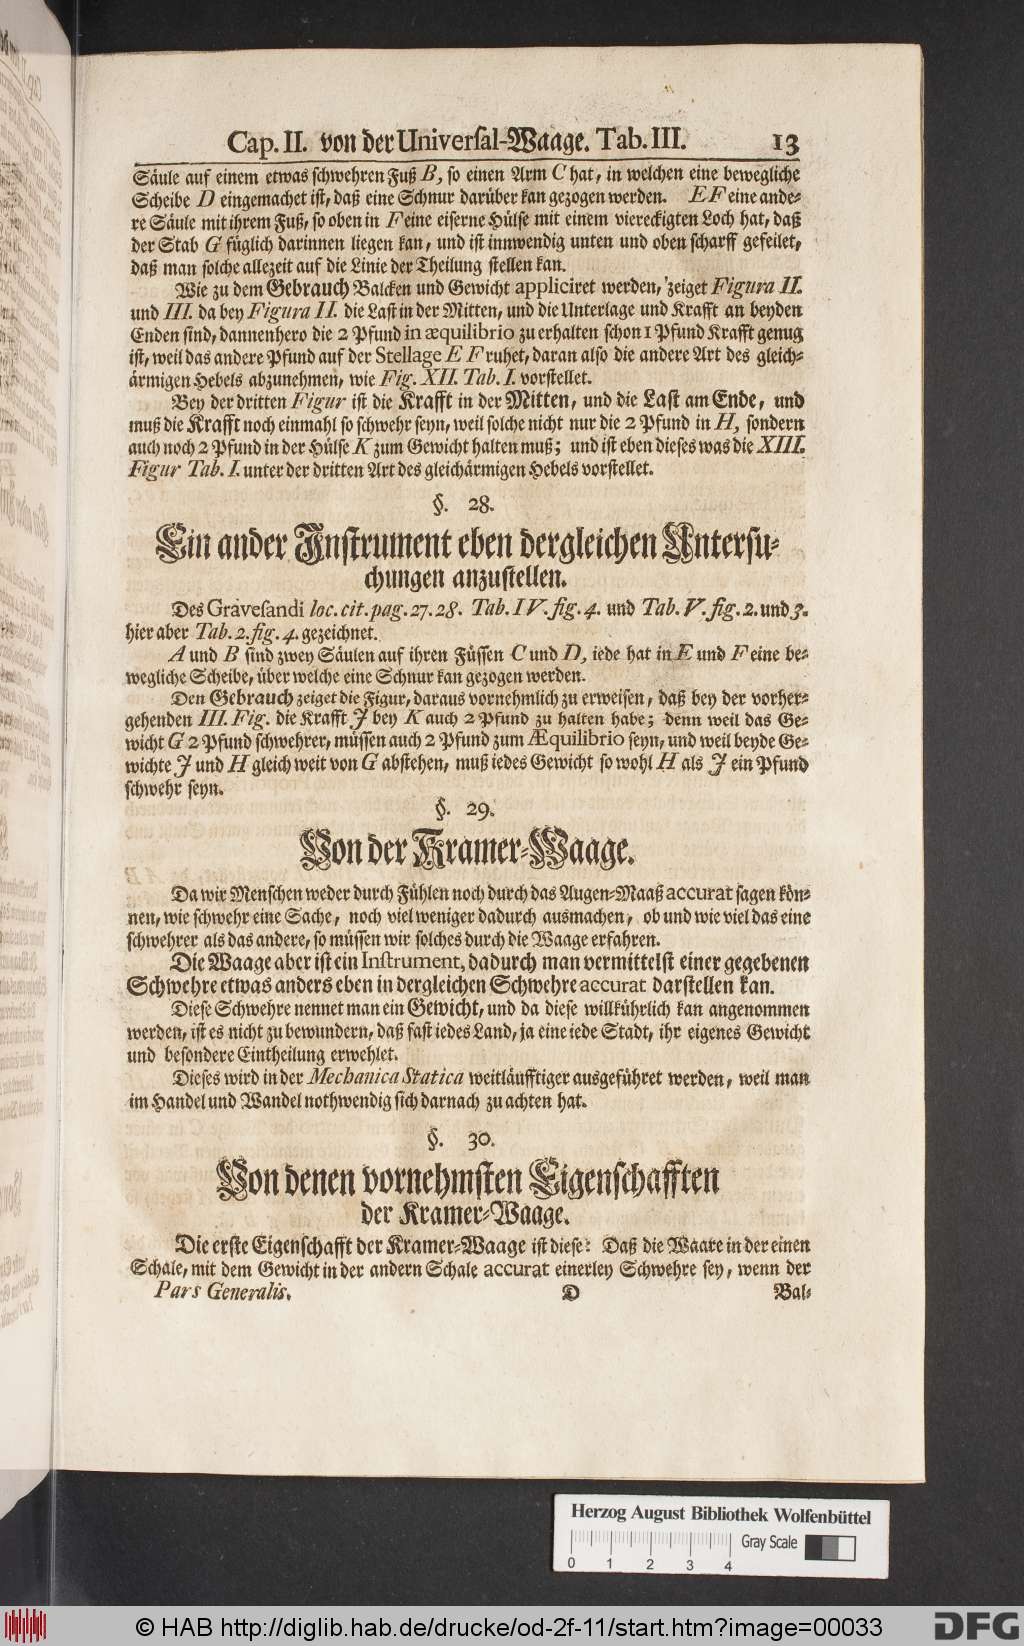 Cap. II. von der Universal-Waage. Tab. III. 13
Säule auf einem etwas schwehren Fuß B, so einen Arm C hat, in welchen eine bewegliche
Scheibe D eingemachet ist, daß eine Schnur darüber kan gezogen werden. E F eine ande-
re Säule mit ihrem Fuß, so oben in F eine eiserne Hülse mit einem viereckigten Loch hat, daß
der Stab G füglich darinnen liegen kan, und ist innwendig unten und oben scharff gefeilet,
daß man solche allezeit auf die Linie der Theilung stellen kan.
Wie zu dem Gebrauch Balcken und Gewicht appliciret werden, zeiget Figura II.
und III. da bey Figura II. die Last in der Mitten, und die Unterlage und Krafft an beyden
Enden sind, dannenhero die 2 Pfund in æquilibrio zu erhalten schon 1 Pfund Krafft genug
ist, weil das andere Pfund auf der Stellage E F ruhet, daran also die andere Art des gleich-
ärmigen Hebels abzunehmen, wie Fig. XII. Tab. I. vorstellet.
Bey der dritten Figur ist die Krafft in der Mitten, und die Last am Ende, und
muß die Krafft noch einmahl so schwehr seyn, weil solche nicht nur die 2 Pfund in H, sondern
auch noch 2 Pfund in der Hülse K zum Gewicht halten muß; und ist eben dieses was die XIII.
Figur Tab. I. unter der dritten Art des gleichärmigen Hebels vorstellet.
§. 28.
Ein ander Instrument eben dergleichen Untersu-
chungen anzustellen.
Des Gravesandi loc. cit. pag. 27. 28. Tab. IV. fig. 4. und Tab. V. fig. 2. und 3.
hier aber Tab. 2. fig. 4. gezeichnet.
A und B sind zwey Säulen auf ihren Füssen C und D, iede hat in E und F eine be-
wegliche Scheibe, über welche eine Schnur kan gezogen werden.
Den Gebrauch zeiget die Figur, daraus vornehmlich zu erweisen, daß bey der vorher-
gehenden III. Fig. die Krafft J bey K auch 2 Pfund zu halten habe; denn weil das Ge-
wicht G 2 Pfund schwehrer, müssen auch 2 Pfund zum Æquilibrio seyn, und weil beyde Ge-
wichte J und H gleich weit von G abstehen, muß iedes Gewicht so wohl H als J ein Pfund
schwehr seyn.
§. 29.
Von der Kramer-Waage.
Da wir Menschen weder durch Fühlen noch durch das Augen-Maaß accurat sagen kön-
nen, wie schwehr eine Sache, noch viel weniger dadurch ausmachen, ob und wie viel das eine
schwehrer als das andere, so müssen wir solches durch die Waage erfahren.
Die Waage aber ist ein Instrument, dadurch man vermittelst einer gegebenen
Schwehre etwas anders eben in dergleichen Schwehre accurat darstellen kan.
Diese Schwehre nennet man ein Gewicht, und da diese willkührlich kan angenommen
werden, ist es nicht zu bewundern, daß fast iedes Land, ja eine iede Stadt, ihr eigenes Gewicht
und besondere Eintheilung erwehlet.
Dieses wird in der Mechanica Statica weitläufftiger ausgeführet werden, weil man
im Handel und Wandel nothwendig sich darnach zu achten hat.
§. 30.
Von denen vornehmsten Eigenschafften
der Kramer-Waage.
Die erste Eigenschafft der Kramer-Waage ist diese: Daß die Waare in der einen
Schale, mit dem Gewicht in der andern Schale accurat einerley Schwehre sey, wenn der
Pars Generalis. D Bal-
Herzog August Bibliothek Wolfenbüttel
Gray Scale
0 1 2 3 4
© HAB http://diglib.hab.de/drucke/od-2f-11/start.htm?image=00033
DFG